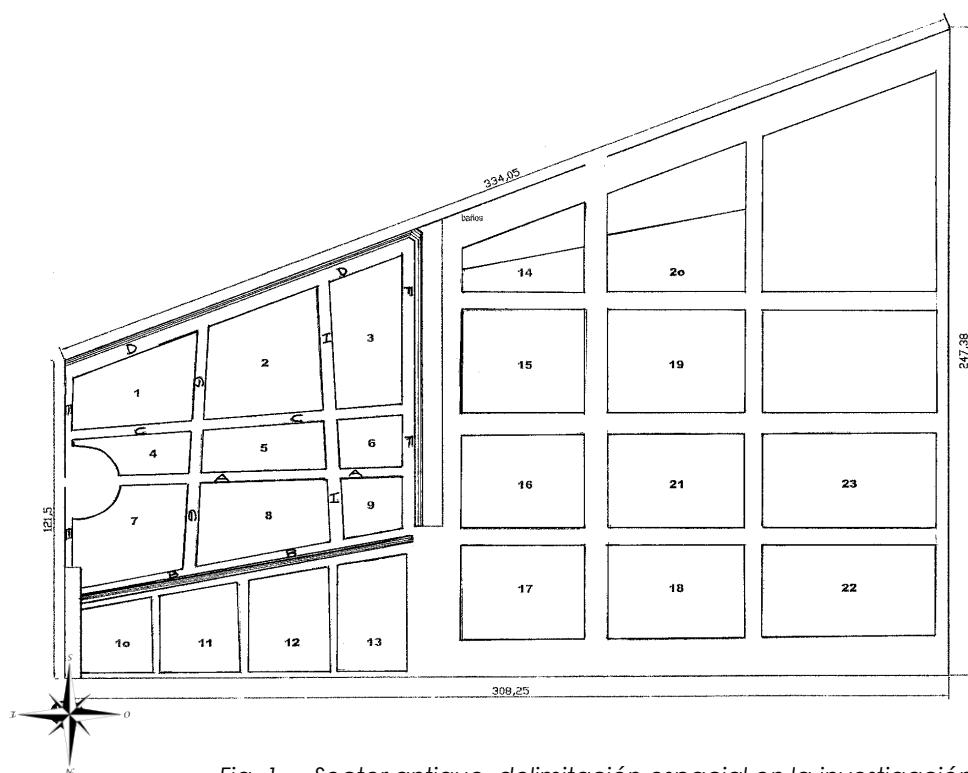 334,05
baños
14
2o
D
F
3
H
2
D
1
G
15
19
247,38
F
C
C
4
5
6
F
A
A
16
21
23
7
G
8
H
9
121,5
F
B
B
17
18
22
1o
11
12
13
S
308,25
O
Fig. 1 - Sector antiguo, delimitación espacial en la investigación